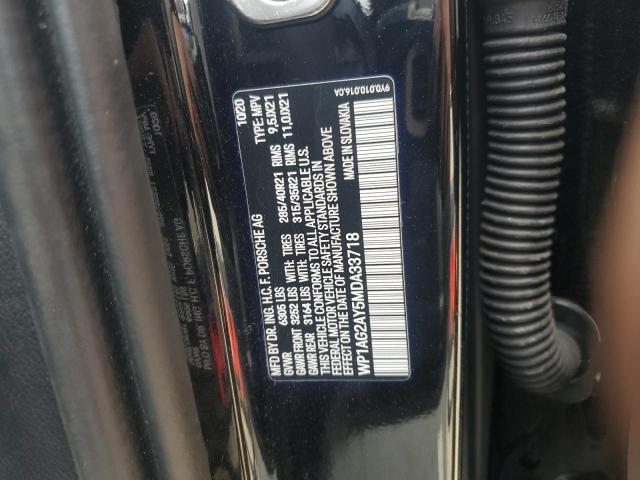 MFD BY DR. ING. H.C. F. PORSCHE AG 10/20
GVWR 6305 LBS TYPE: MPV
GAWR FRONT 3252 LBS WITH: TIRES 285/40R21 RIMS 9,5JX21
GAWR REAR 3164 LBS WITH: TIRES 315/35R21 RIMS 11,0JX21
THIS VEHICLE CONFORMS TO ALL APPLICABLE U.S.
FEDERAL MOTOR VEHICLE SAFETY STANDARDS IN
EFFECT ON THE DATE OF MANUFACTURE SHOWN ABOVE
WP1AG2AY5MDA33718 MADE IN SLOVAKIA
9Y0.010.016.CA